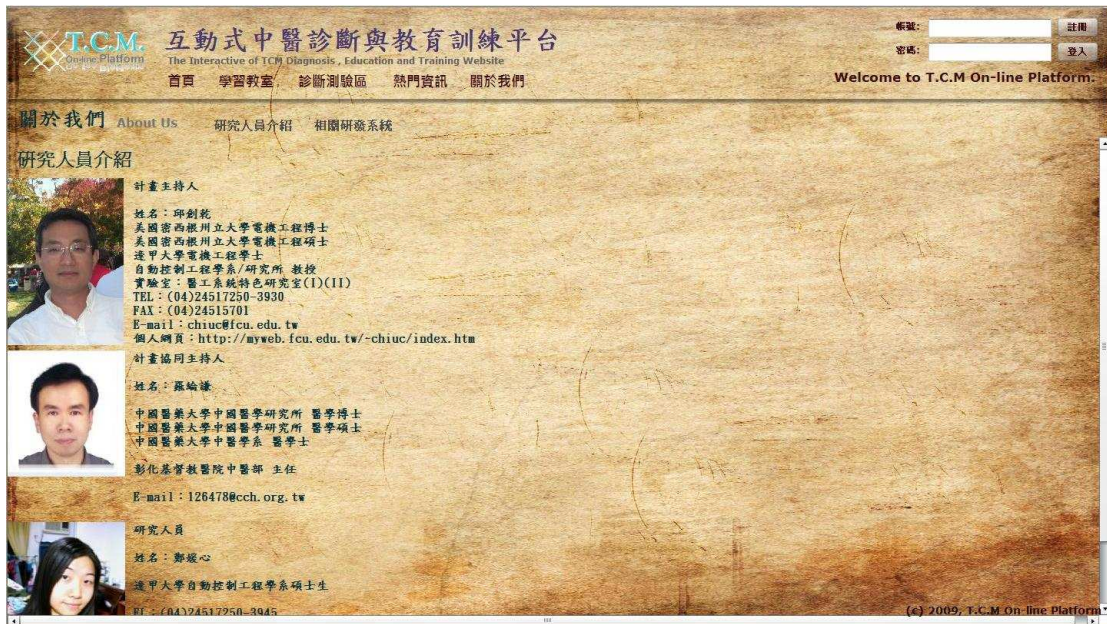 T.C.M.
On-line Platform
互動式中醫診斷與教育訓練平台
The Interactive of TCM Diagnosis , Education and Training Website
首頁 學習教室 診斷測驗區 熱門資訊 關於我們
帳號:
註冊
密碼:
登入
Welcome to T.C.M On-line Platform.
關於我們 About Us 研究人員介紹 相關研發系統
研究人員介紹
計畫主持人
姓名：邱創乾
美國密西根州立大學電機工程博士
美國密西根州立大學電機工程碩士
逢甲大學電機工程學士
自動控制工程學系/研究所 教授
實驗室：醫工系統特色研究室(I)(II)
TEL：(04)24517250-3930
FAX：(04)24515701
E-mail：chiuc@fcu.edu.tw
個人網頁：http://myweb.fcu.edu.tw/~chiuc/index.htm
計畫協同主持人
姓名：羅綸謙
中國醫藥大學中國醫學研究所 醫學博士
中國醫藥大學中國醫學研究所 醫學碩士
中國醫藥大學中醫學系 醫學士
彰化基督教醫院中醫部 主任
E-mail：126478@cch.org.tw
研究人員
姓名：鄭媛心
逢甲大學自動控制工程學系碩士生
EL：(04)24517250-3945
(c) 2009, T.C.M On-line Platform